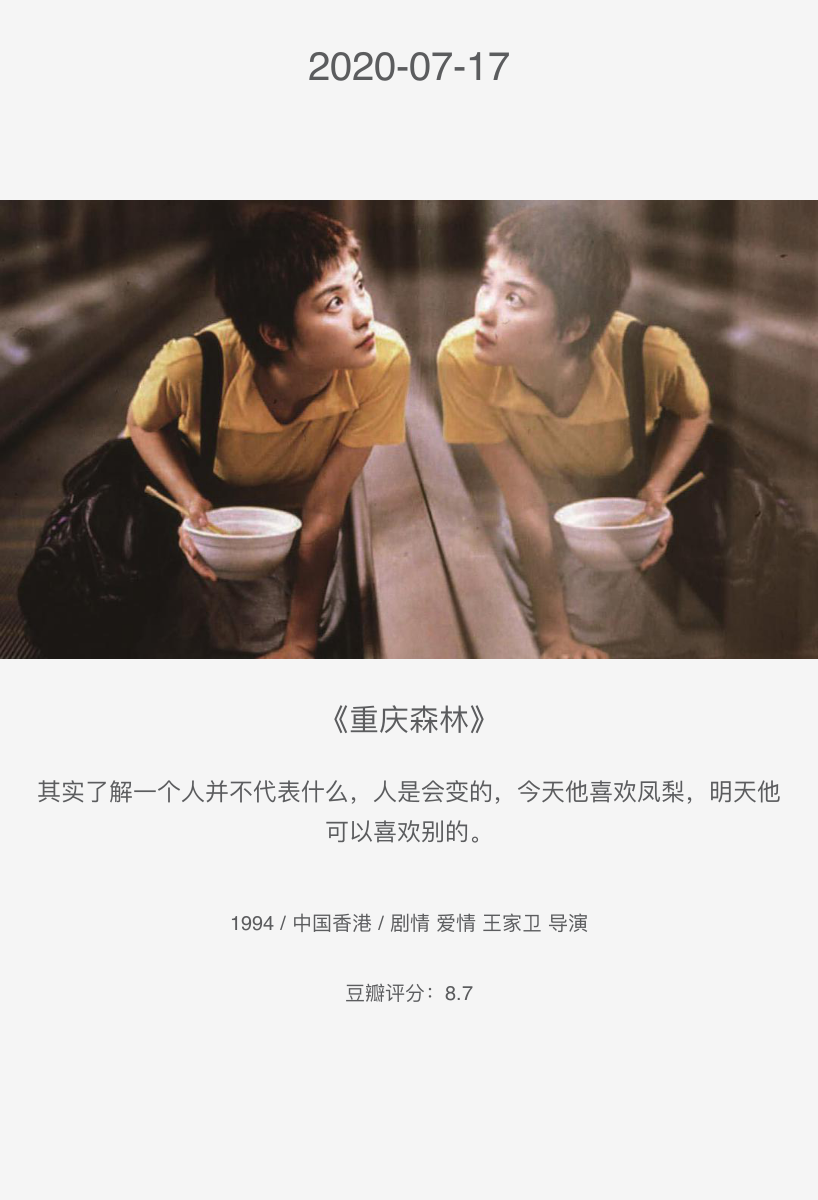 2020-07-17
《重庆森林》
其实了解一个人并不代表什么，人是会变的，今天他喜欢凤梨，明天他
可以喜欢别的。
1994 / 中国香港 / 剧情 爱情 王家卫 导演
豆瓣评分：8.7